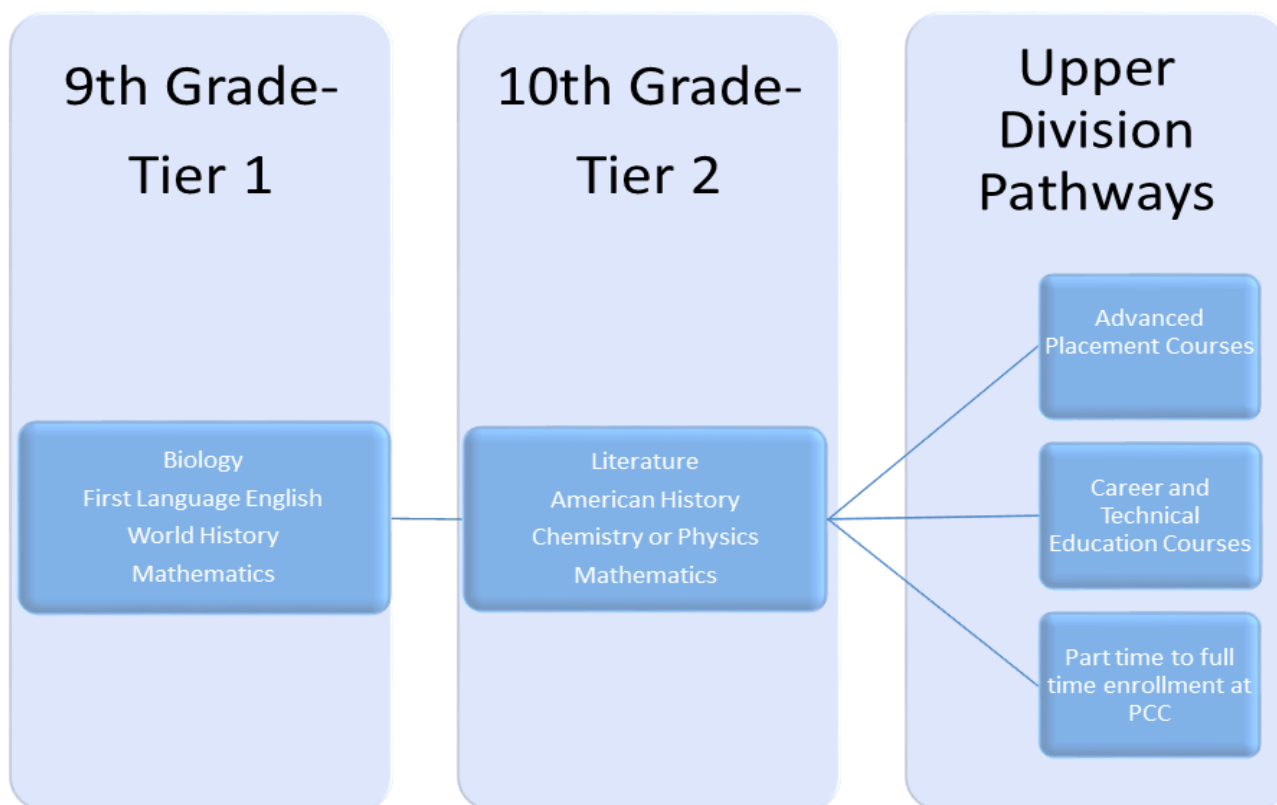 9th Grade-
Tier 1
Biology
First Language English
World History
Mathematics
10th Grade-
Tier 2
Literature
American History
Chemistry or Physics
Mathematics
Upper
Division
Pathways
Advanced
Placement Courses
Career and
Technical
Education Courses
Part time to full
time enrollment at
PCC